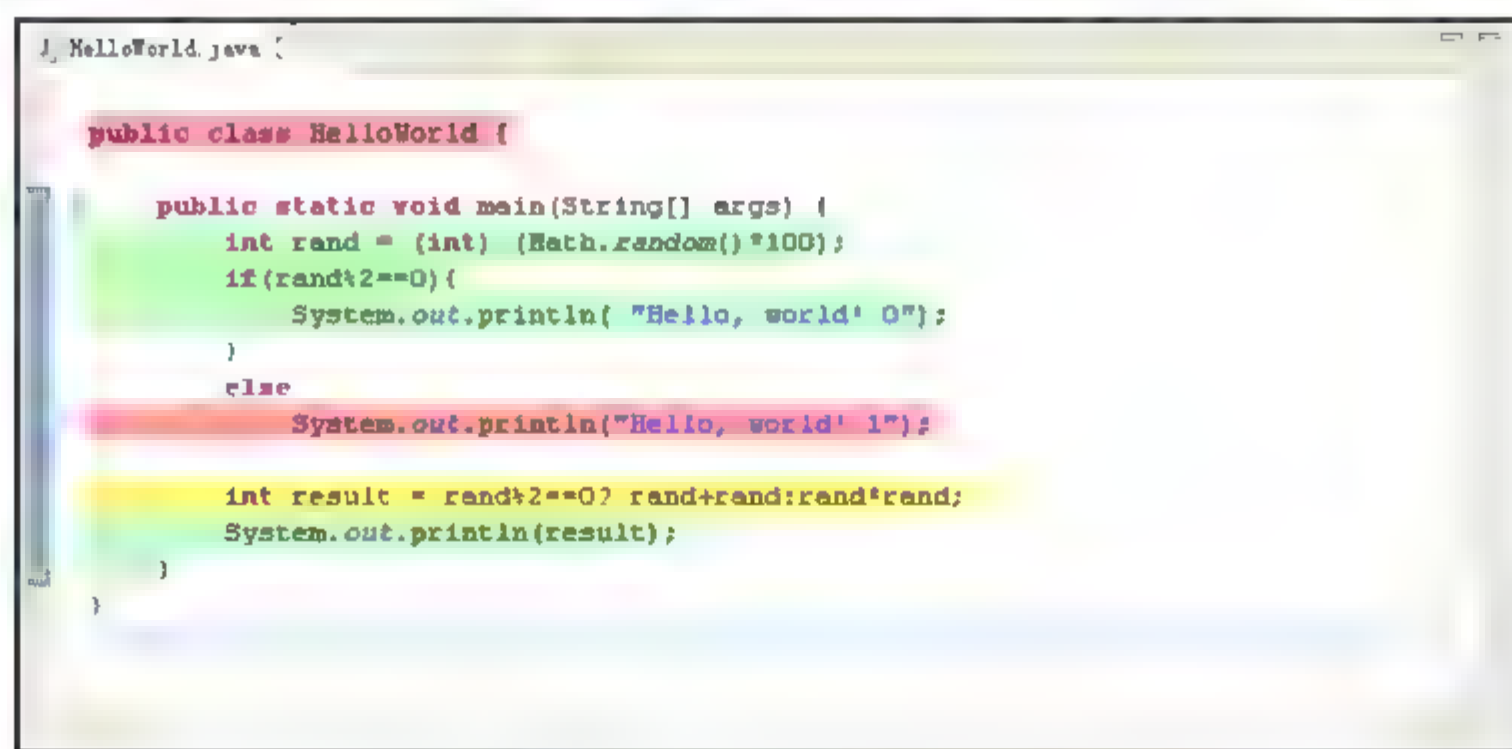 HelloWorld.java
public class HelloWorld {
public static void main(String[] args) {
int rand = (int) (Math.random()*100);
if(rand%2==0){
System.out.println( "Hello, world! 0");
}
else
System.out.println("Hello, world! 1");
int result = rand%2==0? rand+rand:rand*rand;
System.out.println(result);
}
}